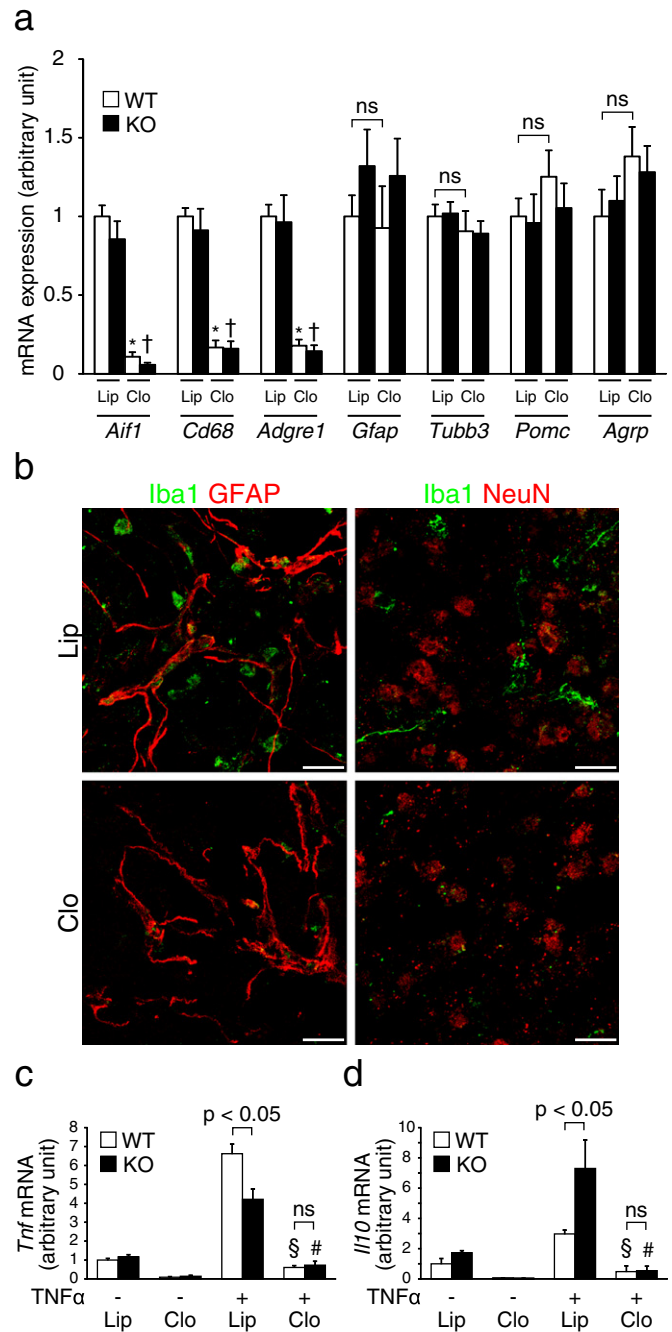 a
mRNA expression (arbitrary unit)
2
1.5
1
0.5
0
WT
KO
ns ns ns ns
* † * † * †
Lip Clo Lip Clo Lip Clo Lip Clo Lip Clo Lip Clo Lip Clo
Aif1 Cd68 Adgre1 Gfap Tubb3 Pomc Agrp
b
Iba1 GFAP Iba1 NeuN
Lip
Clo
c
Tnf mRNA
(arbitrary unit)
8
7
6
5
4
3
2
1
0
WT
KO
p < 0.05
ns
§ #
TNFα - - + +
Lip Clo Lip Clo
d
Il10 mRNA
(arbitrary unit)
10
8
6
4
2
0
WT
KO
p < 0.05
ns
§ #
TNFα - - + +
Lip Clo Lip Clo